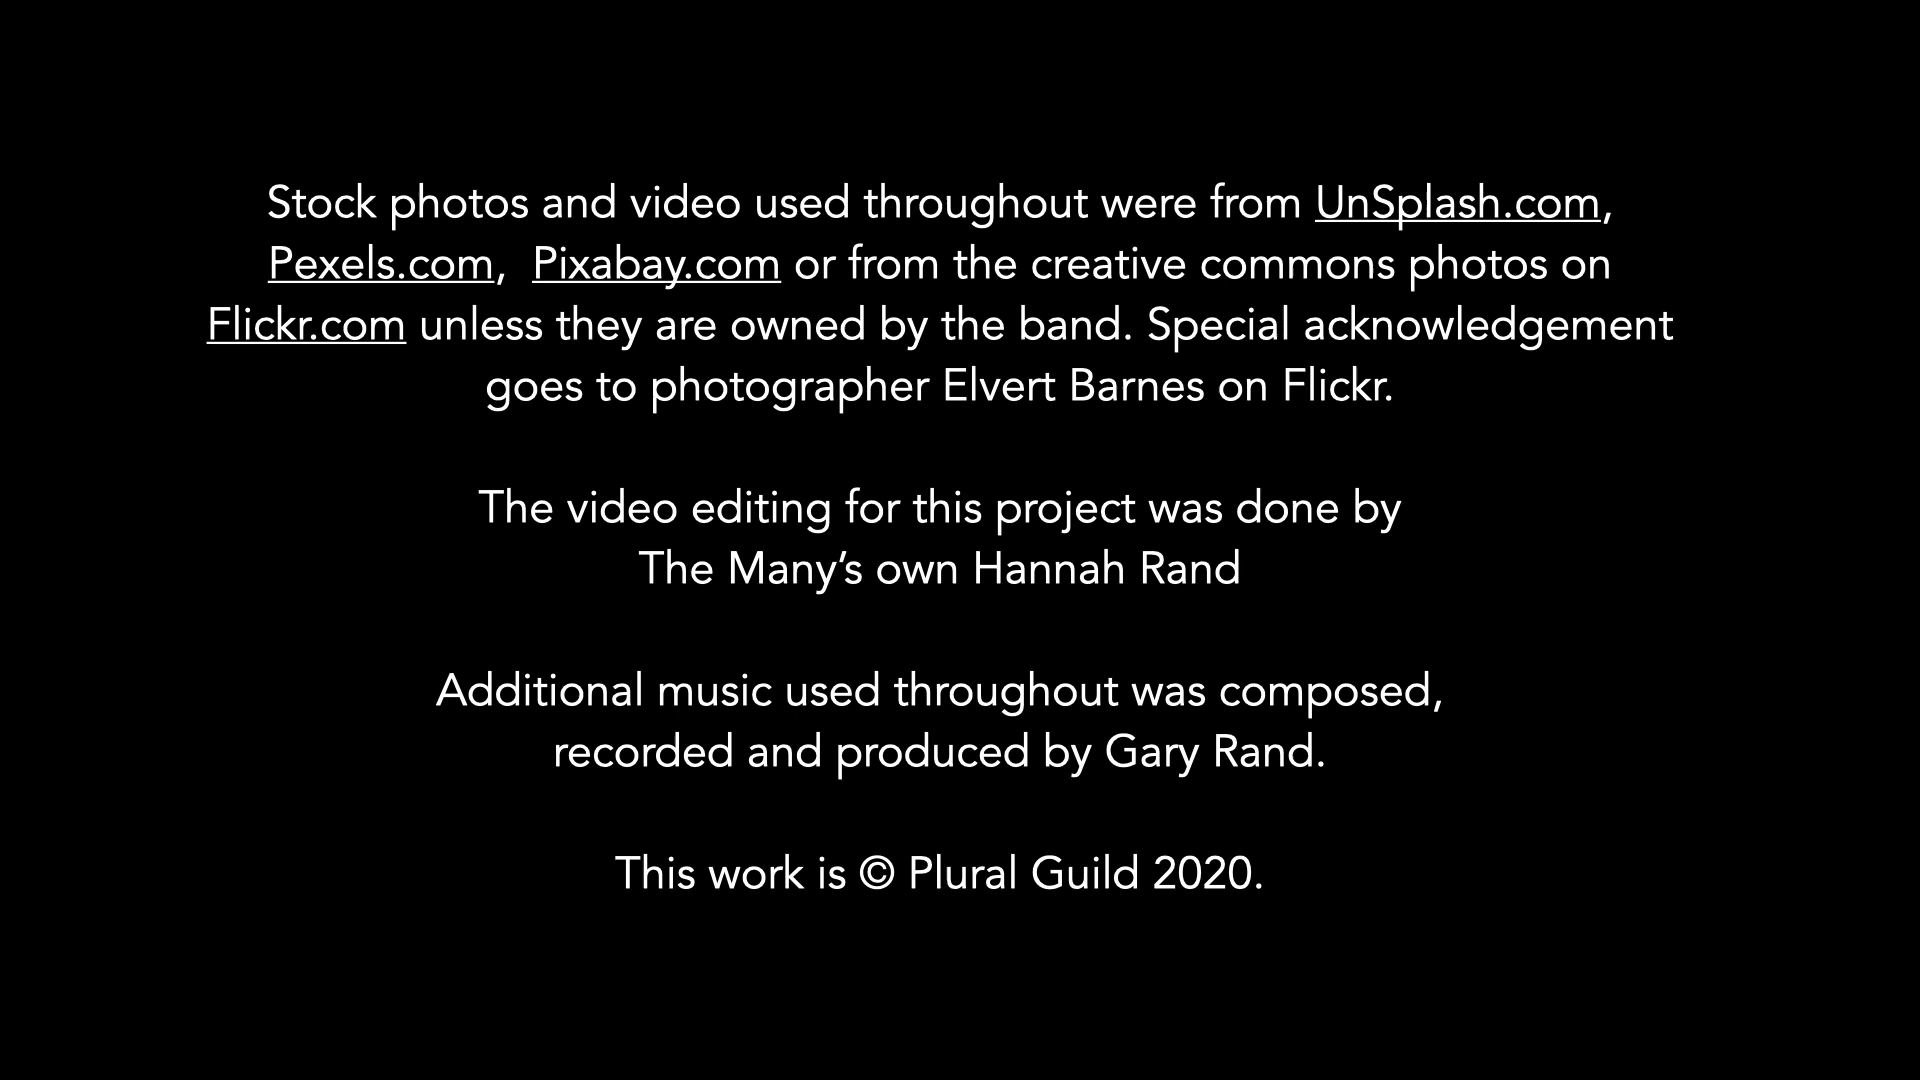 Stock photos and video used throughout were from UnSplash.com,
Pexels.com,  Pixabay.com or from the creative commons photos on
Flickr.com unless they are owned by the band. Special acknowledgement
goes to photographer Elvert Barnes on Flickr.
The video editing for this project was done by
The Many’s own Hannah Rand
Additional music used throughout was composed,
recorded and produced by Gary Rand.
This work is © Plural Guild 2020.